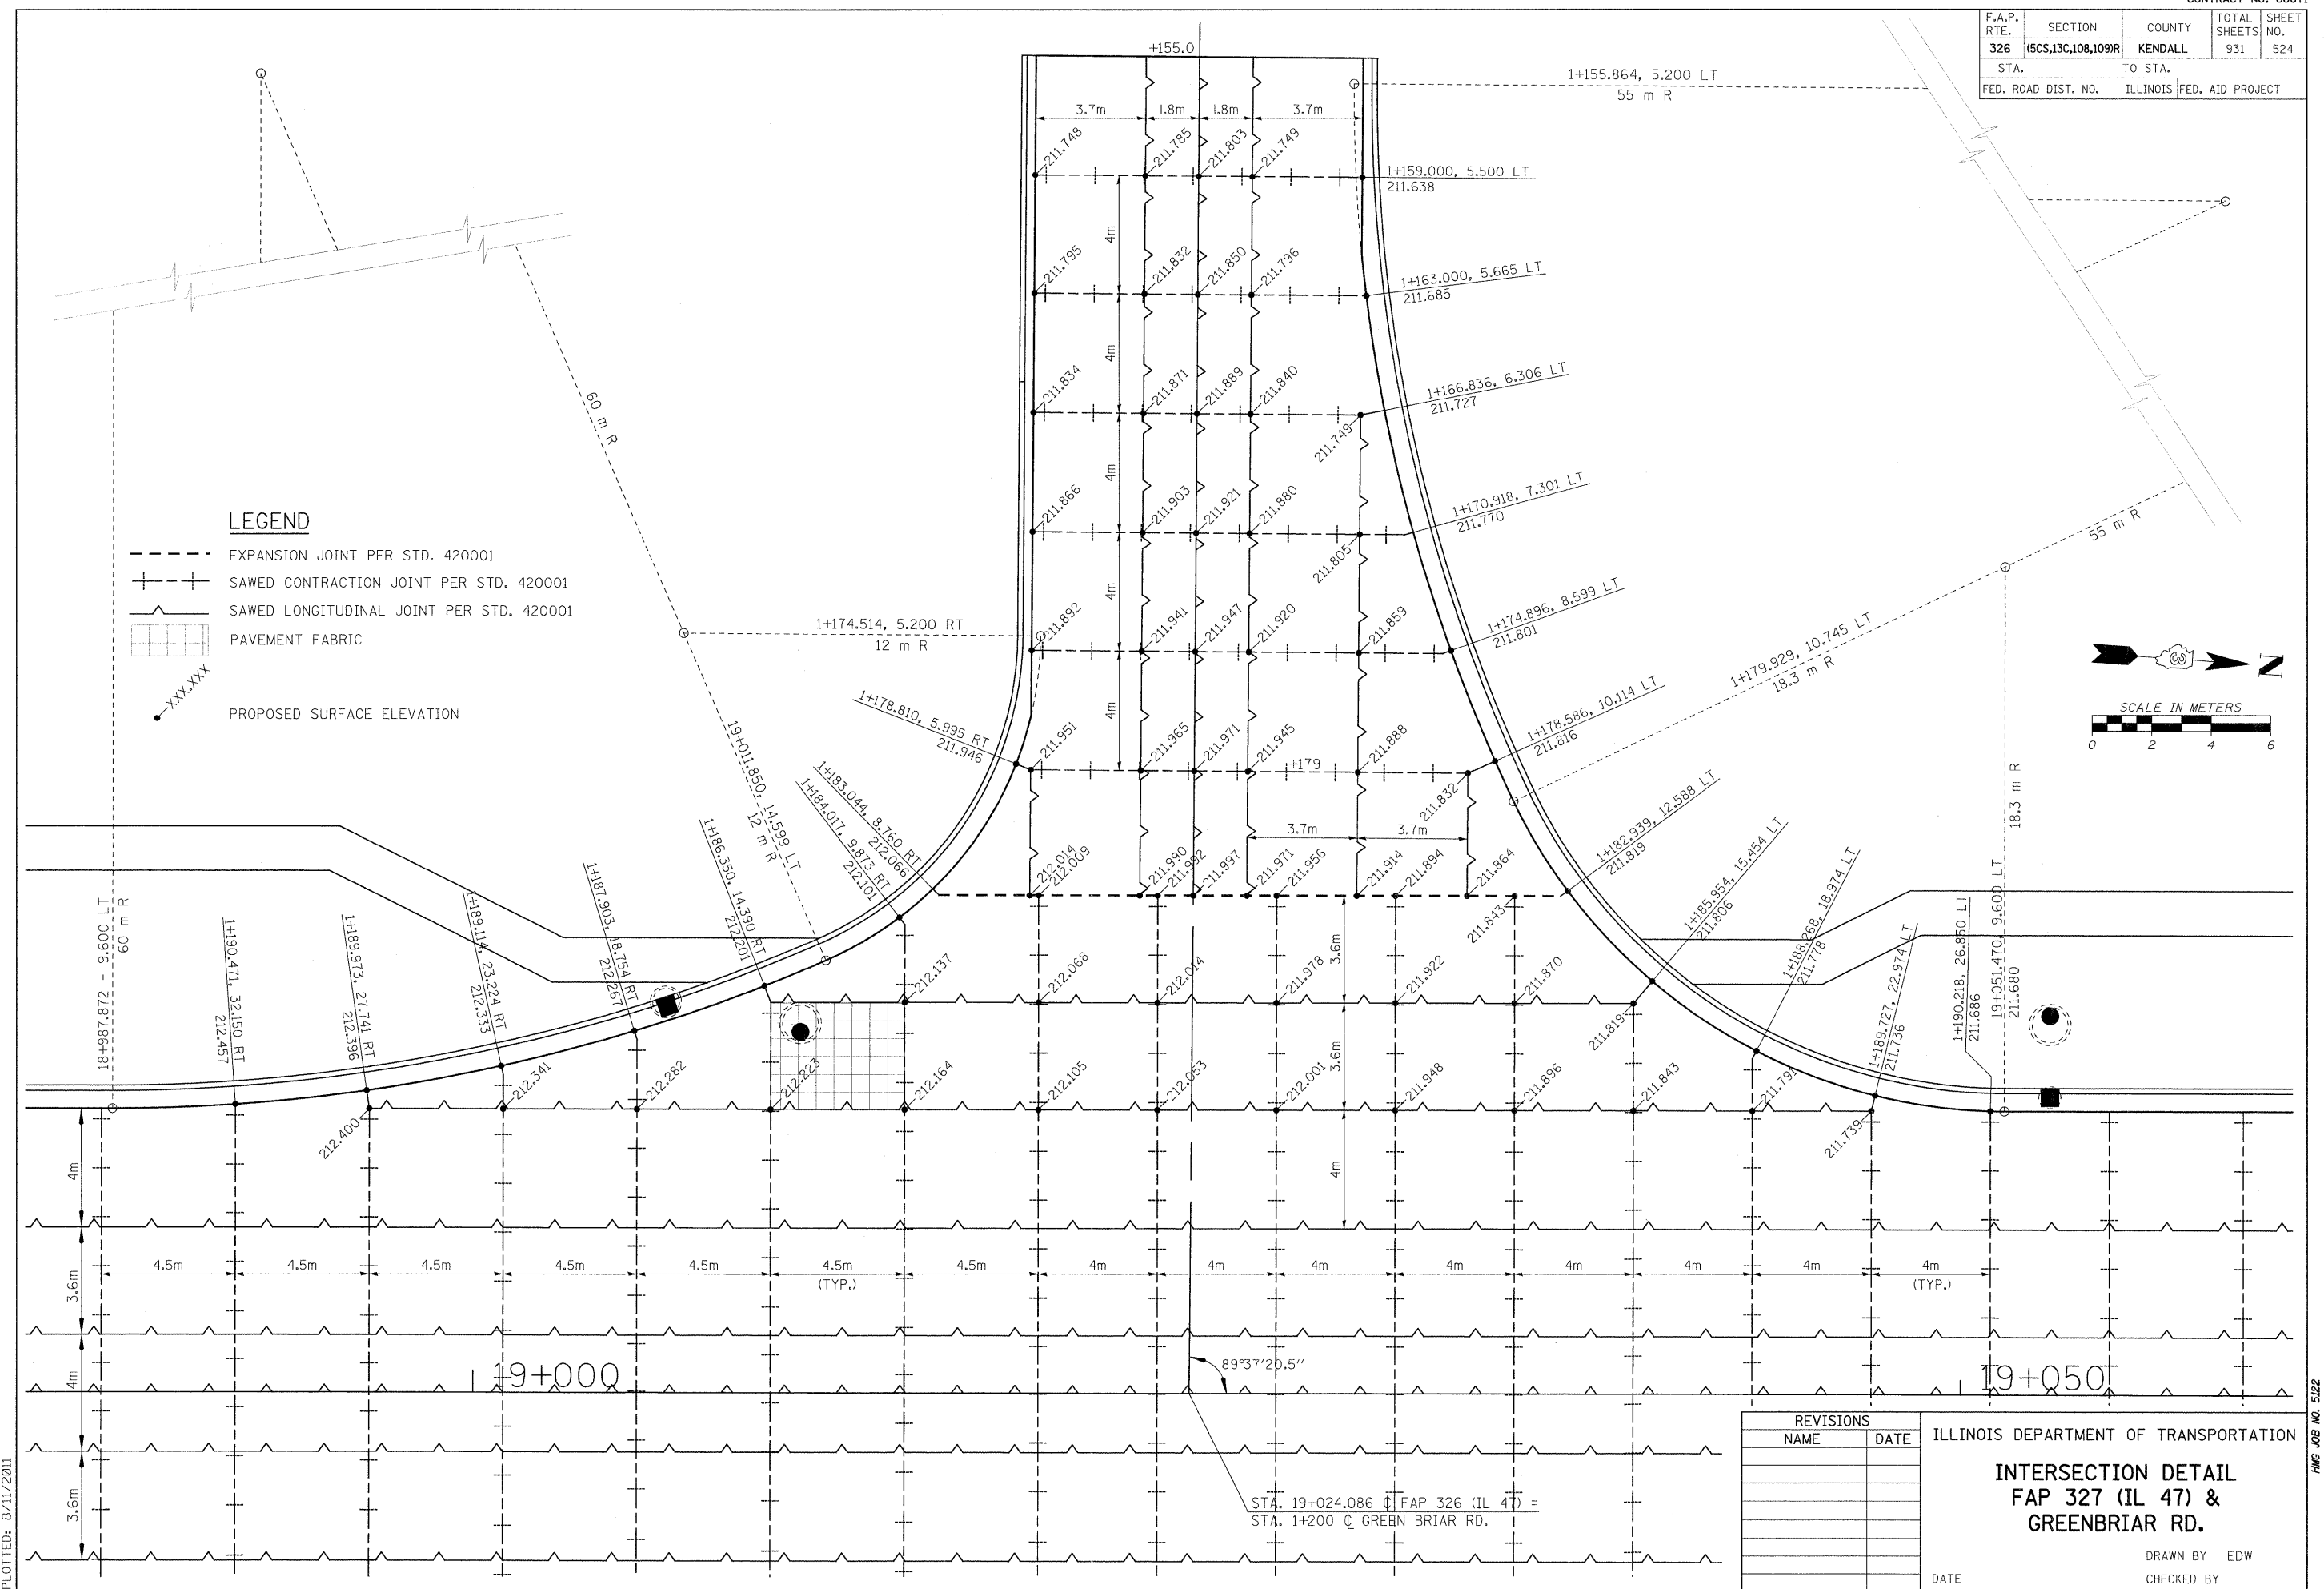 F.A.P. RTE. SECTION COUNTY TOTAL SHEETS SHEET NO.
326 (5CS,13C,108,109)R KENDALL 931 524
STA. TO STA.
FED. ROAD DIST. NO. ILLINOIS FED. AID PROJECT
+155.0
1+155.864, 5.200 LT
55 m R
3.7m 1.8m 1.8m 3.7m
211.748 211.785 211.803 211.749
1+159.000, 5.500 LT
211.638
4m
211.795 211.832 211.850 211.796
1+163.000, 5.665 LT
211.685
4m
60 m R
211.834 211.871 211.889 211.840
1+166.836, 6.306 LT
211.727
211.749
4m
211.866 211.903 211.921 211.880
1+170.918, 7.301 LT
211.770
211.805
55 m R
LEGEND
EXPANSION JOINT PER STD. 420001
SAWED CONTRACTION JOINT PER STD. 420001
SAWED LONGITUDINAL JOINT PER STD. 420001
PAVEMENT FABRIC
XXX.XXX
PROPOSED SURFACE ELEVATION
4m
1+174.514, 5.200 RT
12 m R
211.892 211.941 211.947 211.920 211.859
1+174.896, 8.599 LT
211.801
1+179.929, 10.745 LT
18.3 m R
N
SCALE IN METERS
0 2 4 6
4m
1+178.810, 5.995 RT
211.946
211.951 211.965 211.971 211.945 +179 211.888
1+178.586, 10.114 LT
211.816
211.832
19+011.850, 14.599 LT
12 m R
3.7m 3.7m
18.3 m R
1+183.044, 8.760 RT
212.066
1+184.017, 9.873 RT
212.101
1+186.350, 14.390 RT
212.201
1+187.903, 18.754 RT
212.267
1+189.114, 23.224 RT
212.333
1+189.973, 27.741 RT
212.396
1+190.471, 32.150 RT
212.457
18+987.872 - 9.600 LT
60 m R
212.014 212.009 211.990 211.992 211.997 211.971 211.956 211.914 211.894 211.864
211.843
1+182.939, 12.588 LT
211.819
1+185.954, 15.454 LT
211.806
1+188.268, 18.974 LT
211.778
1+189.727, 22.974 LT
211.736
1+190.218, 26.850 LT
211.686
19+051.470, 9.600 LT
211.680
3.6m
212.137 212.068 212.014 211.978 211.922 211.870
211.819
3.6m
212.400 212.341 212.282 212.223 212.164 212.105 212.053 212.001 211.948 211.896 211.843 211.791
211.739
4m 4m
4.5m 4.5m 4.5m 4.5m 4.5m 4.5m 4.5m 4m 4m 4m 4m 4m 4m 4m 4m
(TYP.) (TYP.)
3.6m
89°37'20.5"
19+000 19+050
4m
3.6m
STA. 19+024.086 ℄ FAP 326 (IL 47) =
STA. 1+200 ℄ GREEN BRIAR RD.
REVISIONS
NAME DATE
ILLINOIS DEPARTMENT OF TRANSPORTATION
INTERSECTION DETAIL
FAP 327 (IL 47) &
GREENBRIAR RD.
DRAWN BY EDW
DATE CHECKED BY
PLOTTED: 8/11/2011
HMG JOB NO. 5122